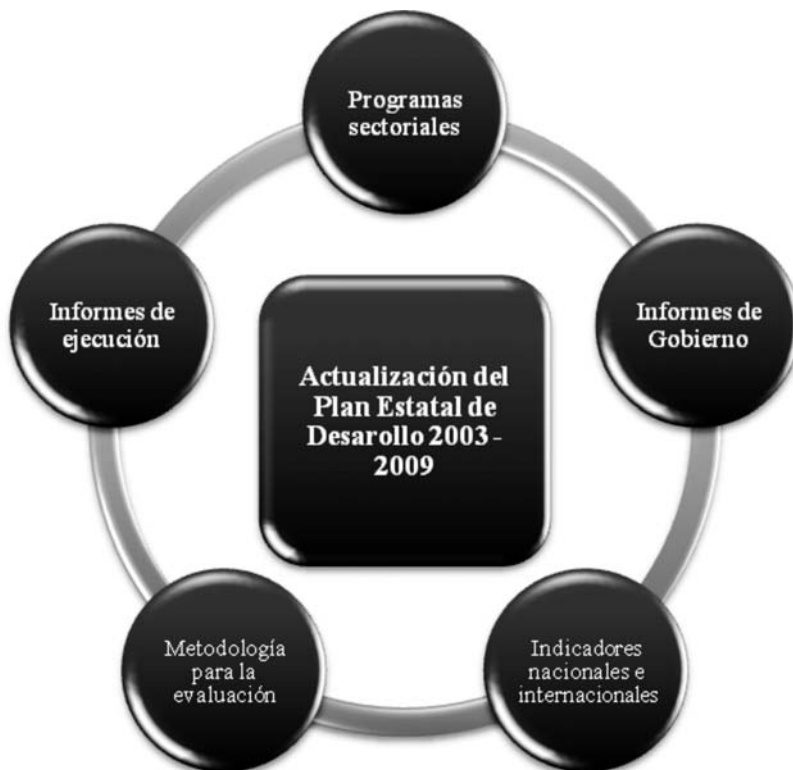 Programas
sectoriales
Informes de
ejecución
Informes de
Gobierno
Actualización del
Plan Estatal de
Desarollo 2003 -
2009
Metodología
para la
evaluación
Indicadores
nacionales e
internacionales